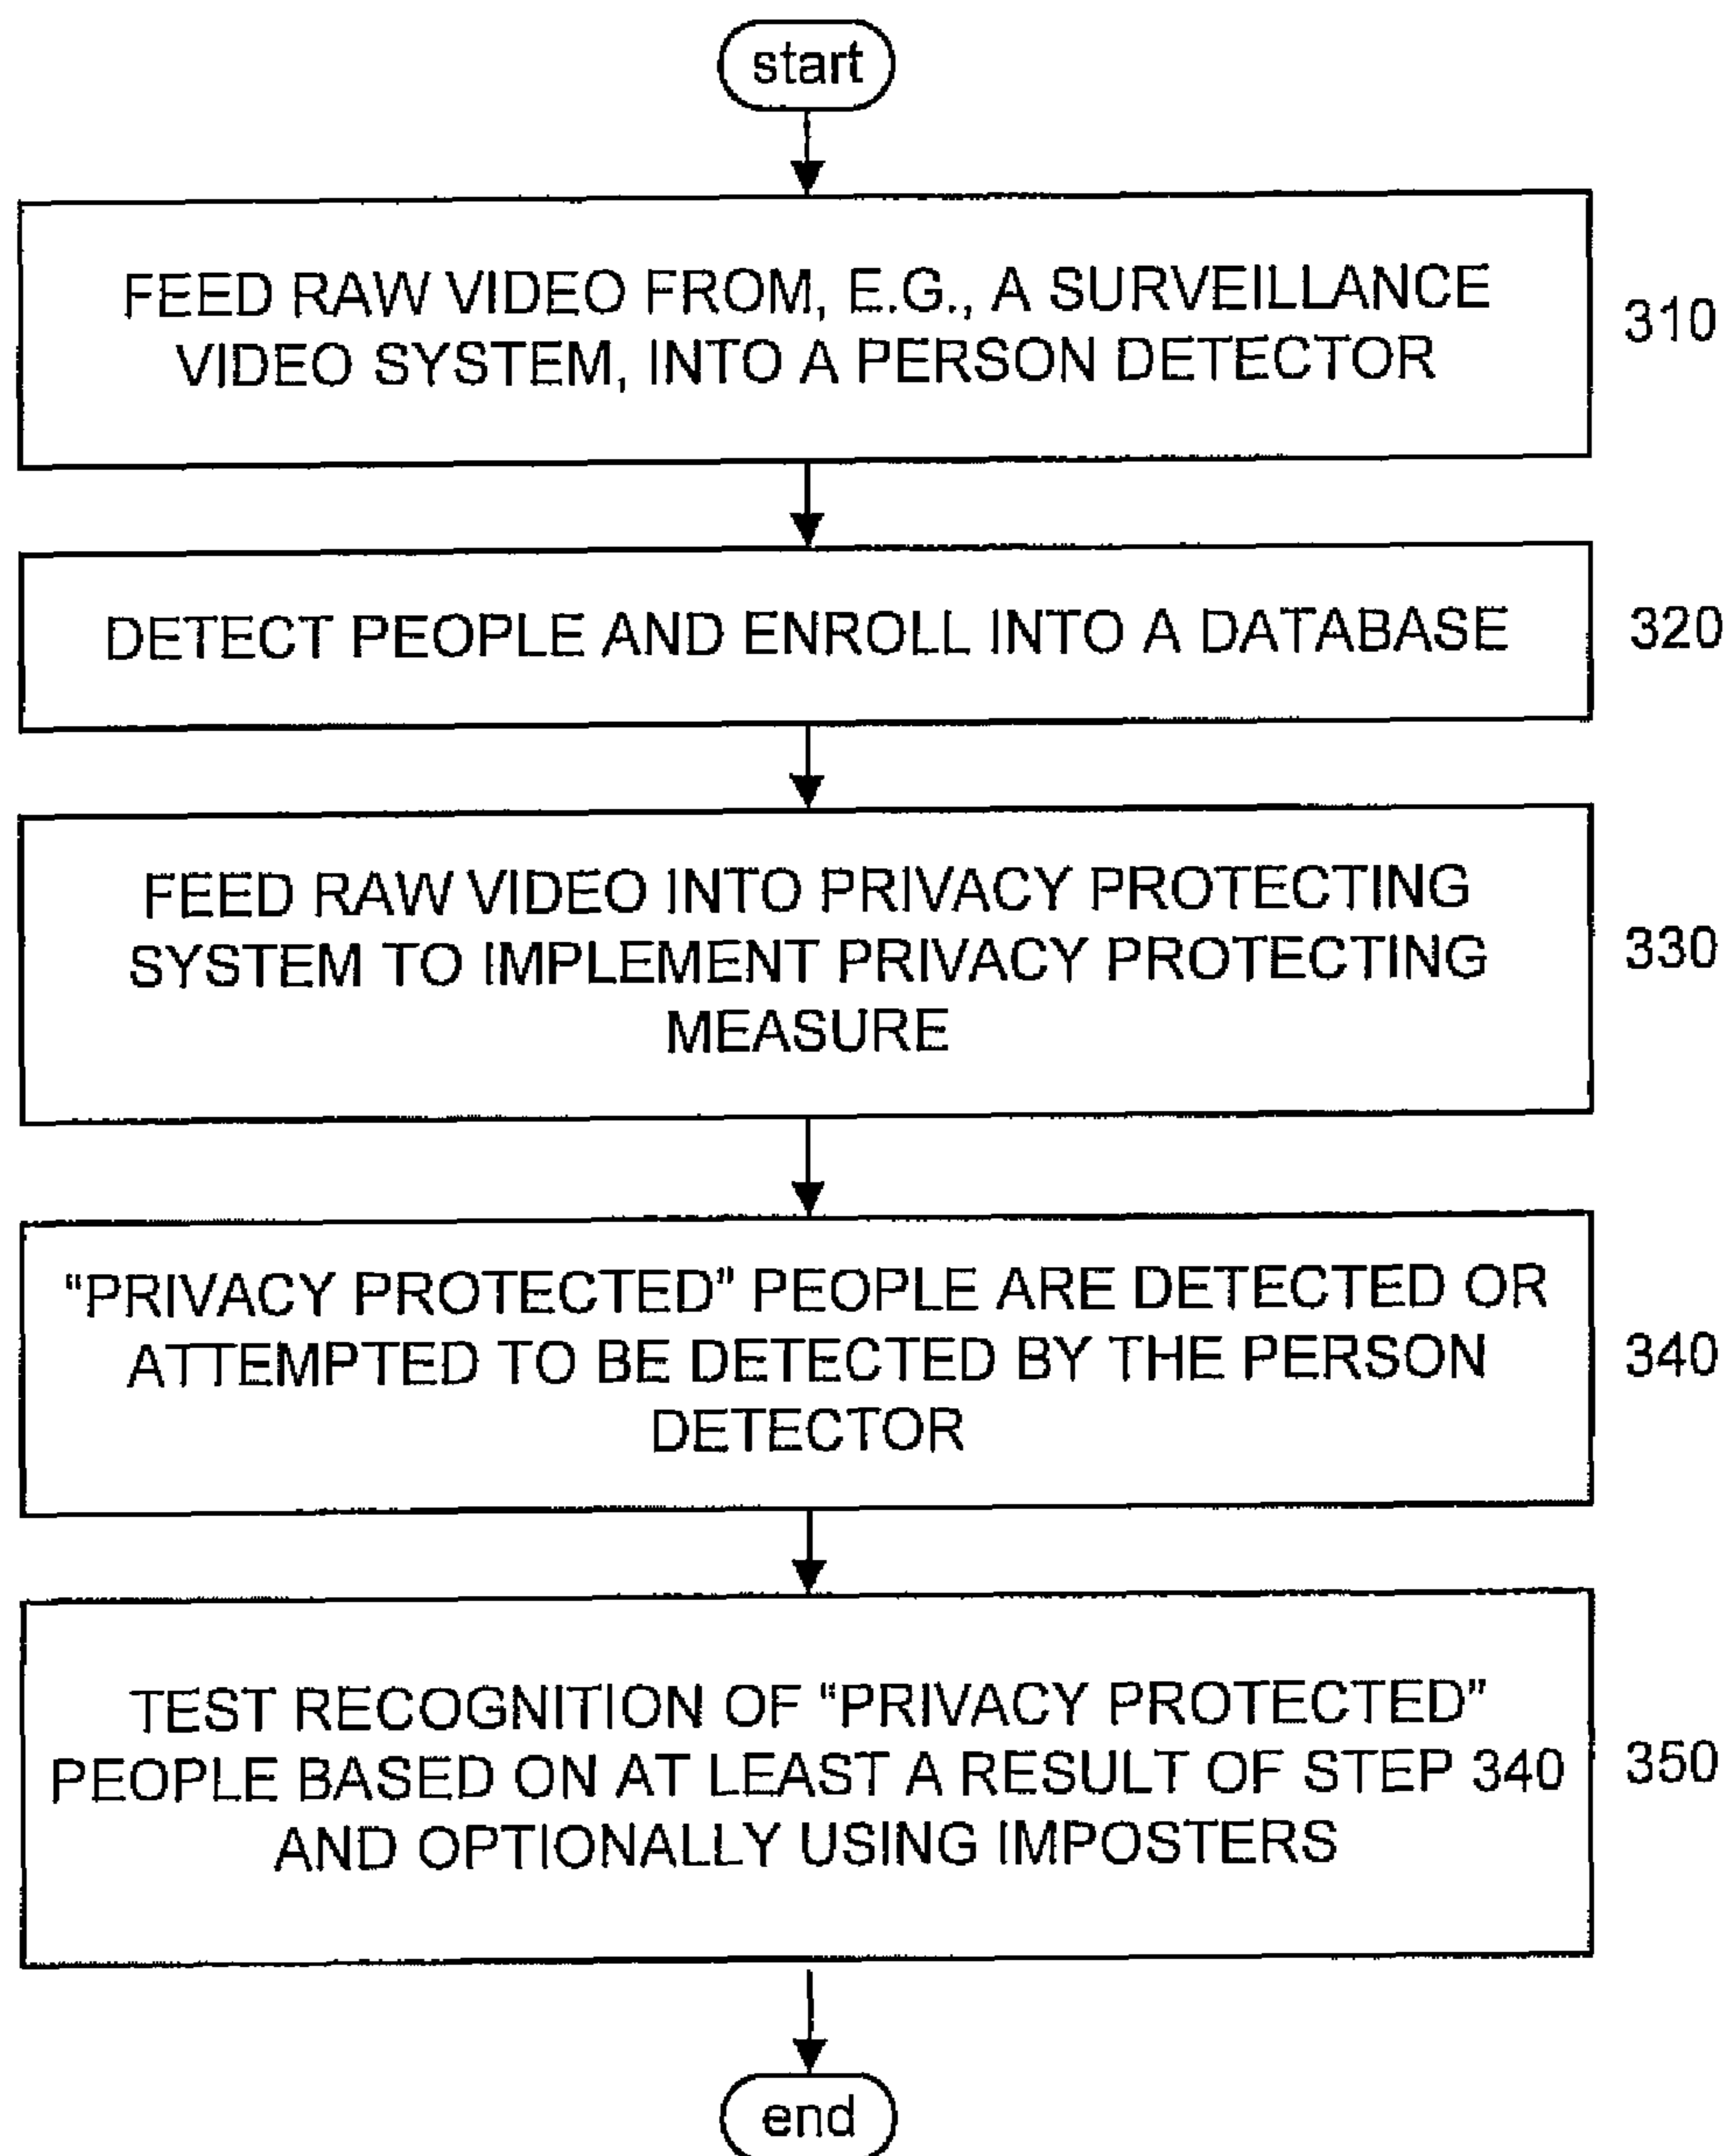 start
FEED RAW VIDEO FROM, E.G., A SURVEILLANCE
VIDEO SYSTEM, INTO A PERSON DETECTOR
310
DETECT PEOPLE AND ENROLL INTO A DATABASE
320
FEED RAW VIDEO INTO PRIVACY PROTECTING
SYSTEM TO IMPLEMENT PRIVACY PROTECTING
MEASURE
330
“PRIVACY PROTECTED” PEOPLE ARE DETECTED OR
ATTEMPTED TO BE DETECTED BY THE PERSON
DETECTOR
340
TEST RECOGNITION OF “PRIVACY PROTECTED”
PEOPLE BASED ON AT LEAST A RESULT OF STEP 340
AND OPTIONALLY USING IMPOSTERS
350
end